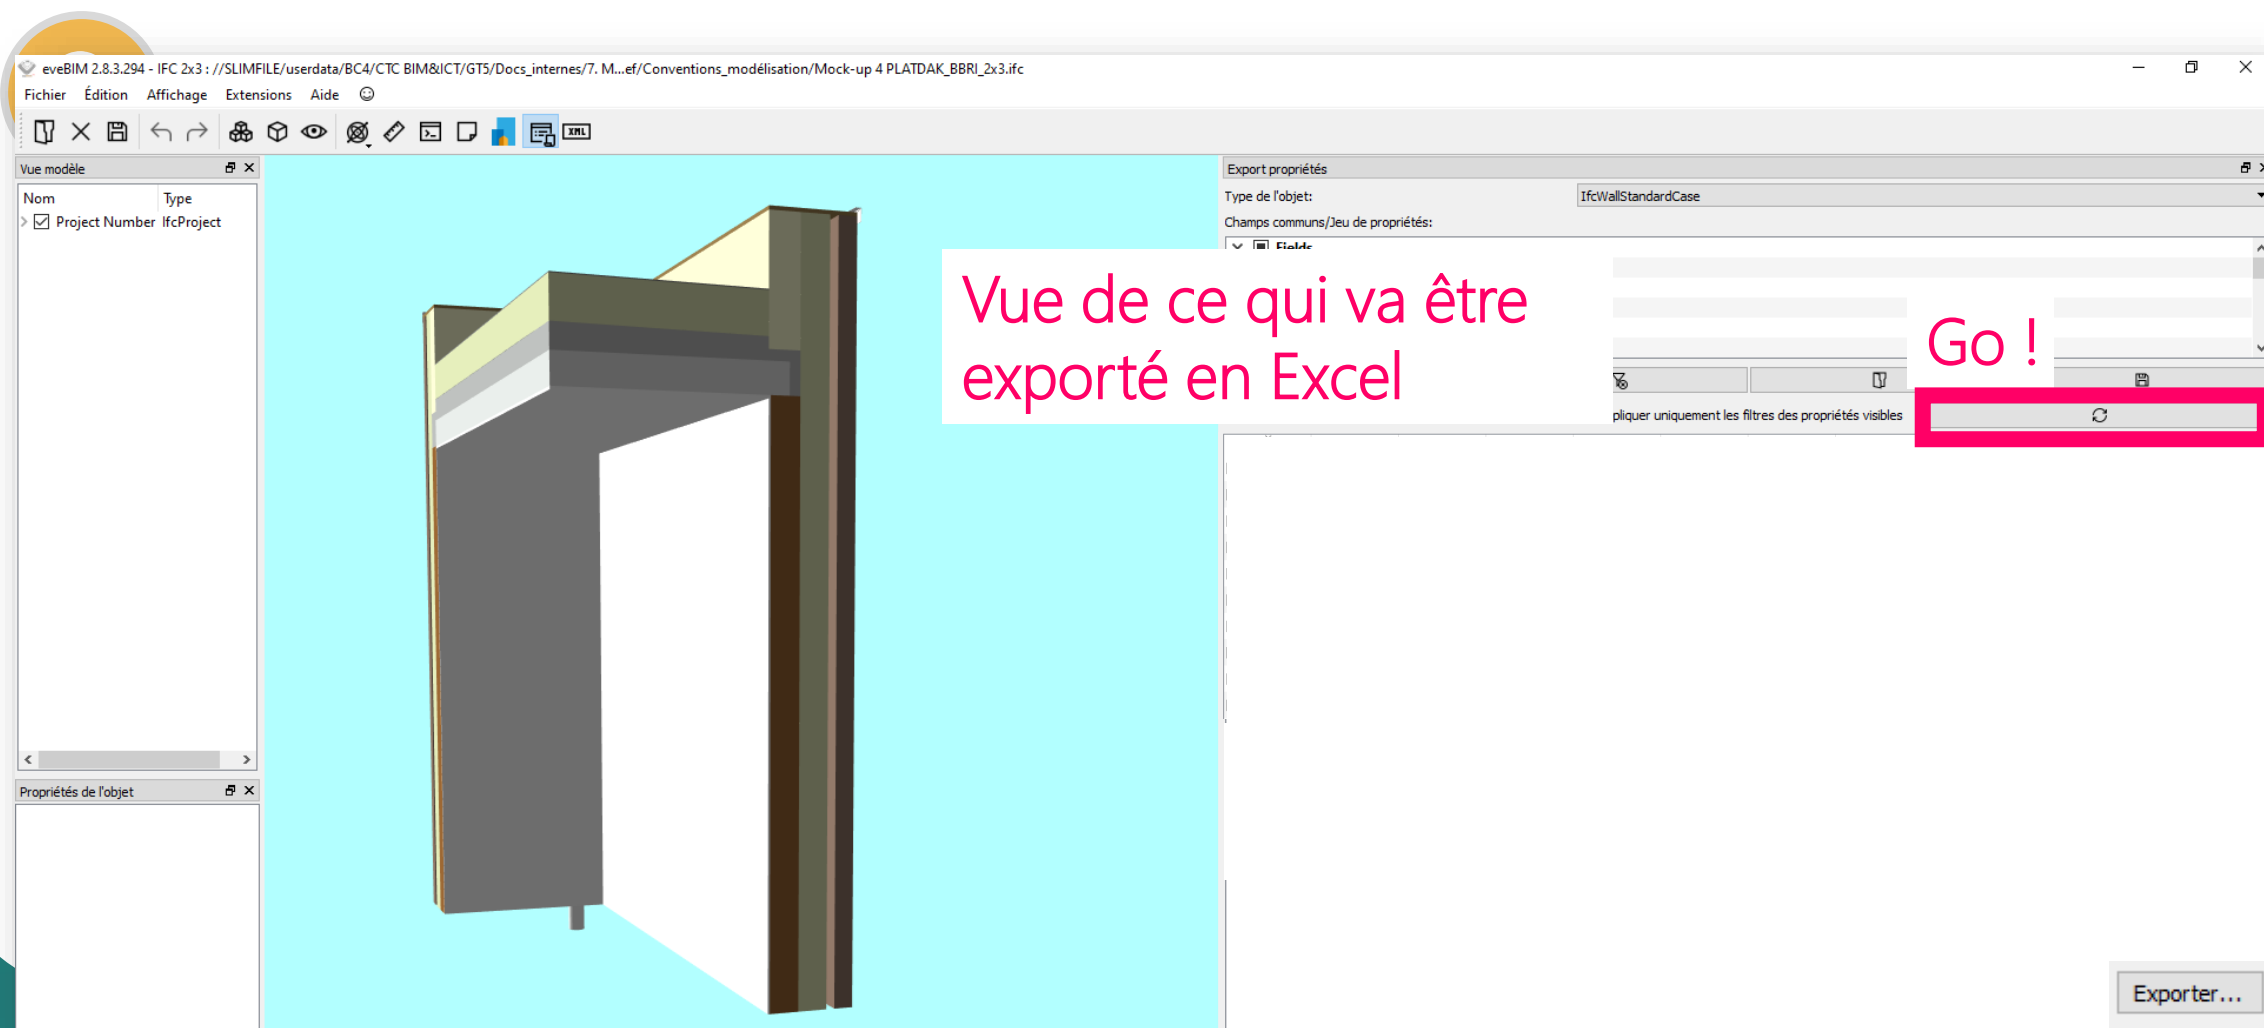 eveBIM 2.8.3.294 - IFC 2x3 : //SLIMFILE/userdata/BC4/CTC BIM&ICT/GT5/Docs_internes/7. M...ef/Conventions_modélisation/Mock-up 4 PLATDAK_BBRI_2x3.ifc
Fichier Édition Affichage Extensions Aide
XML
Vue modèle
Nom Type
Project Number IfcProject
Propriétés de l'objet
Export propriétés
Type de l'objet: IfcWallStandardCase
Champs communs/Jeu de propriétés:
Fields
Vue de ce qui va être
exporté en Excel
Go !
pliquer uniquement les filtres des propriétés visibles
Exporter...